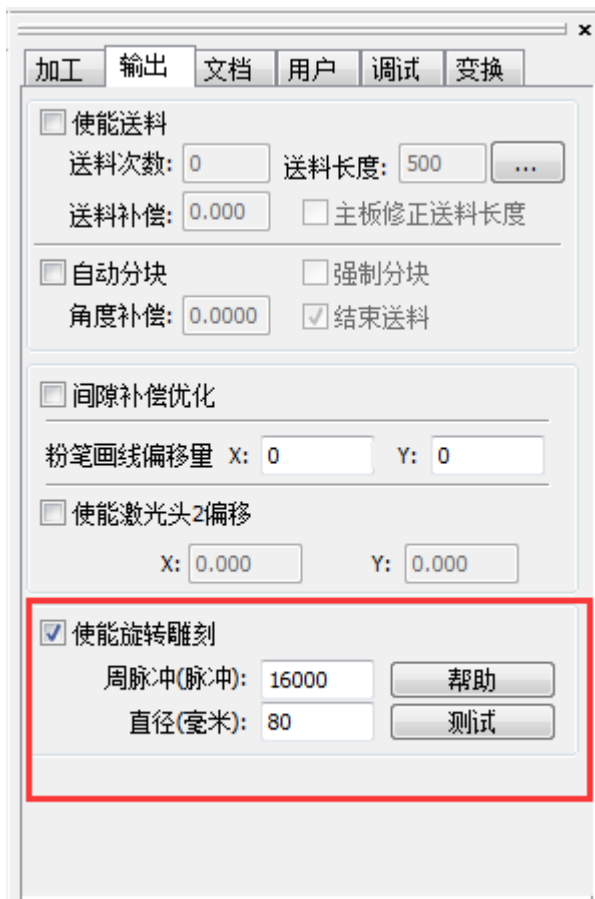 加工 输出 文档 用户 调试 变换
使能送料
送料次数: 0 送料长度: 500 ...
送料补偿: 0.000 主板修正送料长度
自动分块 强制分块
角度补偿: 0.0000 结束送料
间隙补偿优化
粉笔画线偏移量 X: 0 Y: 0
使能激光头2偏移
X: 0.000 Y: 0.000
使能旋转雕刻
周脉冲(脉冲): 16000 帮助
直径(毫米): 80 测试